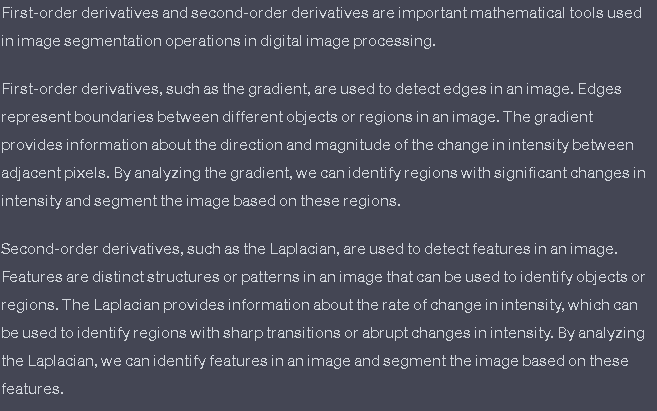 First-order derivatives and second-order derivatives are important mathematical tools used
in image segmentation operations in digital image processing.
First-order derivatives, such as the gradient, are used to detect edges in an image. Edges
represent boundaries between different objects or regions in an image. The gradient
provides information about the direction and magnitude of the change in intensity between
adjacent pixels. By analyzing the gradient, we can identify regions with significant changes in
intensity and segment the image based on these regions.
Second-order derivatives, such as the Laplacian, are used to detect features in an image.
Features are distinct structures or patterns in an image that can be used to identify objects or
regions. The Laplacian provides information about the rate of change in intensity, which can
be used to identify regions with sharp transitions or abrupt changes in intensity. By analyzing
the Laplacian, we can identify features in an image and segment the image based on these
features.